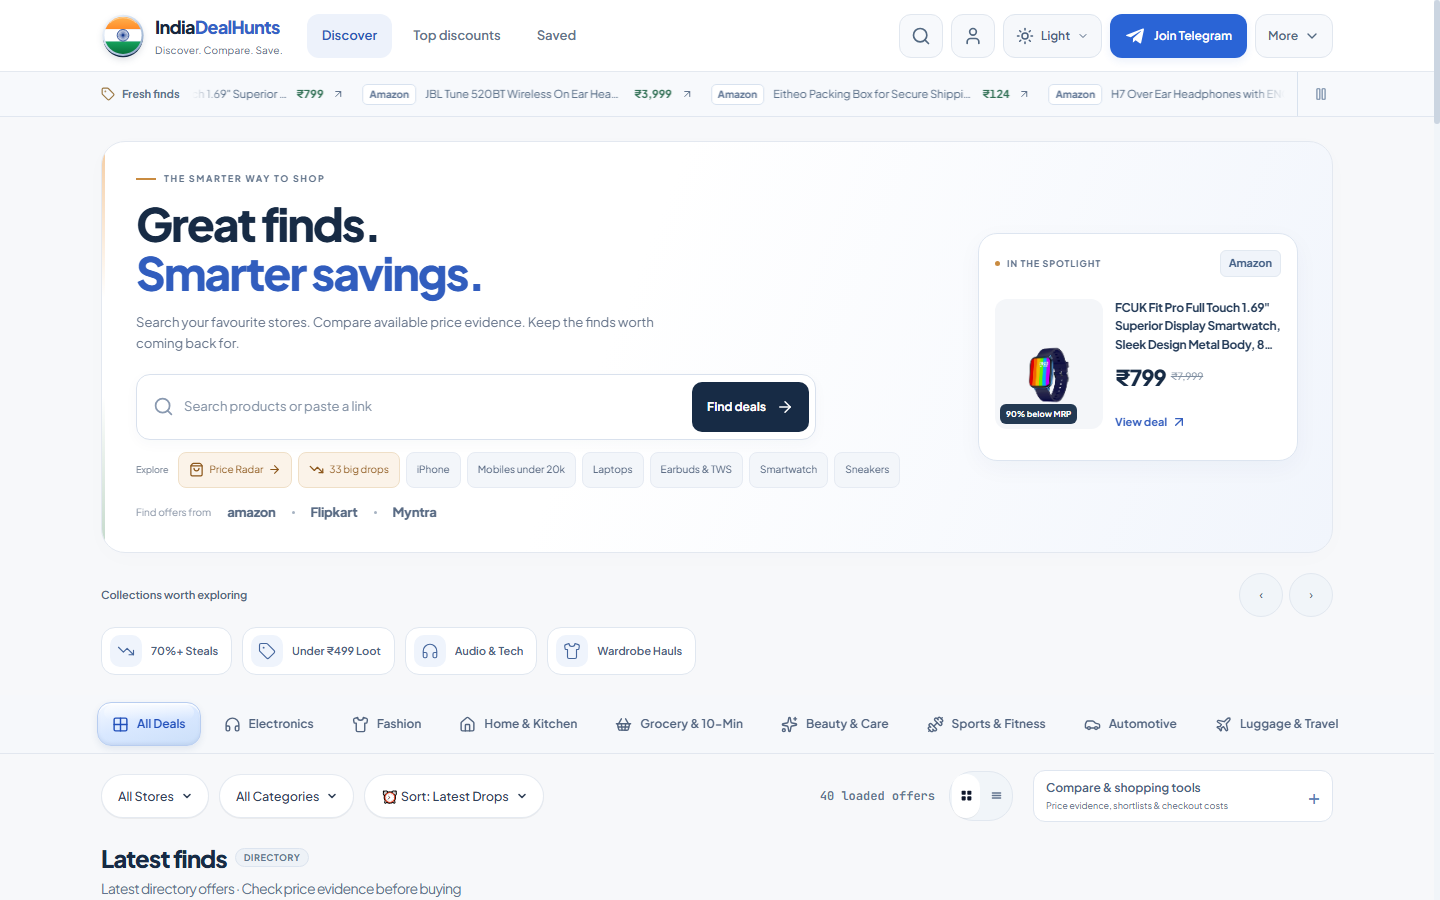 IndiaDealHunts
Discover. Compare. Save.
Discover
Top discounts
Saved
Light
Join Telegram
More
Fresh finds
1.69" Superior ... ₹799
Amazon JBL Tune 520BT Wireless On Ear Hea... ₹3,999
Amazon Eitheo Packing Box for Secure Shippi... ₹124
Amazon H7 Over Ear Headphones with
THE SMARTER WAY TO SHOP
Great finds.
Smarter savings.
Search your favourite stores. Compare available price evidence. Keep the finds worth
coming back for.
Search products or paste a link
Find deals
Explore
Price Radar
33 big drops
iPhone
Mobiles under 20k
Laptops
Earbuds & TWS
Smartwatch
Sneakers
Find offers from
amazon • Flipkart • Myntra
IN THE SPOTLIGHT
Amazon
FCUK Fit Pro Full Touch 1.69"
Superior Display Smartwatch,
Sleek Design Metal Body, 8...
₹799 ₹7,999
90% below MRP
View deal
Collections worth exploring
70%+ Steals
Under ₹499 Loot
Audio & Tech
Wardrobe Hauls
All Deals
Electronics
Fashion
Home & Kitchen
Grocery & 10-Min
Beauty & Care
Sports & Fitness
Automotive
Luggage & Travel
All Stores
All Categories
Sort: Latest Drops
40 loaded offers
Compare & shopping tools
Price evidence, shortlists & checkout costs
Latest finds
DIRECTORY
Latest directory offers · Check price evidence before buying